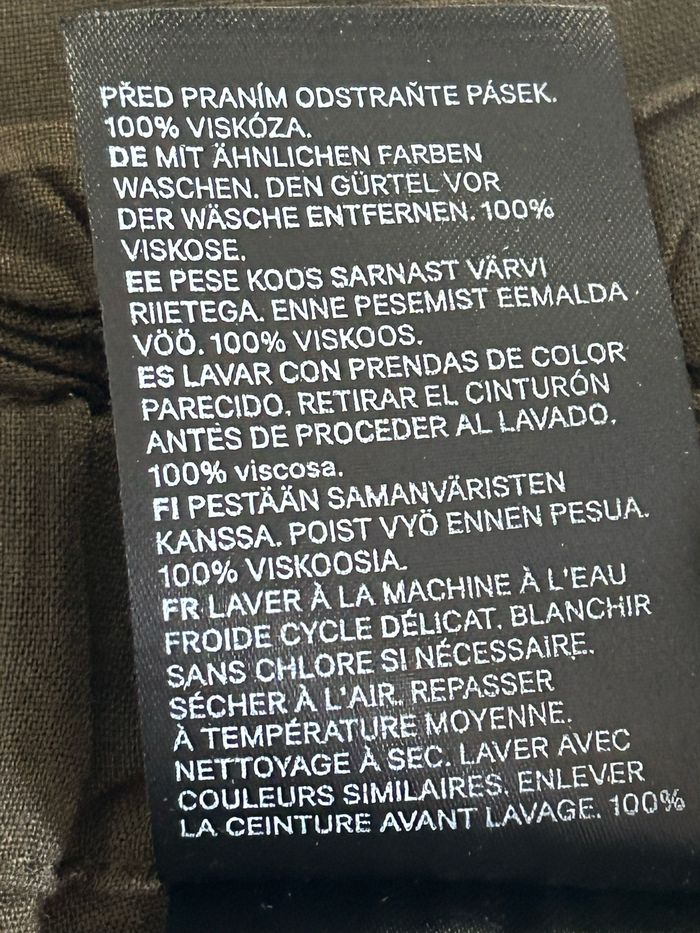 PŘED PRANÍM ODSTRAŇTE PÁSEK.
100% VISKÓZA.
DE MIT ÄHNLICHEN FARBEN
WASCHEN. DEN GÜRTEL VOR
DER WÄSCHE ENTFERNEN. 100%
VISKOSE.
EE PESE KOOS SARNAST VÄRVI
RIIETEGA. ENNE PESEMIST EEMALDA
VÖÖ. 100% VISKOOS.
ES LAVAR CON PRENDAS DE COLOR
PARECIDO. RETIRAR EL CINTURÓN
ANTES DE PROCEDER AL LAVADO.
100% viscosa.
FI PESTÄÄN SAMANVÄRISTEN
KANSSA. POIST VYÖ ENNEN PESUA.
100% VISKOOSIA.
FR LAVER À LA MACHINE À L'EAU
FROIDE CYCLE DÉLICAT. BLANCHIR
SANS CHLORE SI NÉCESSAIRE.
SÉCHER À L'AIR. REPASSER
À TEMPÉRATURE MOYENNE.
NETTOYAGE À SEC. LAVER AVEC
COULEURS SIMILAIRES. ENLEVER
LA CEINTURE AVANT LAVAGE. 100%